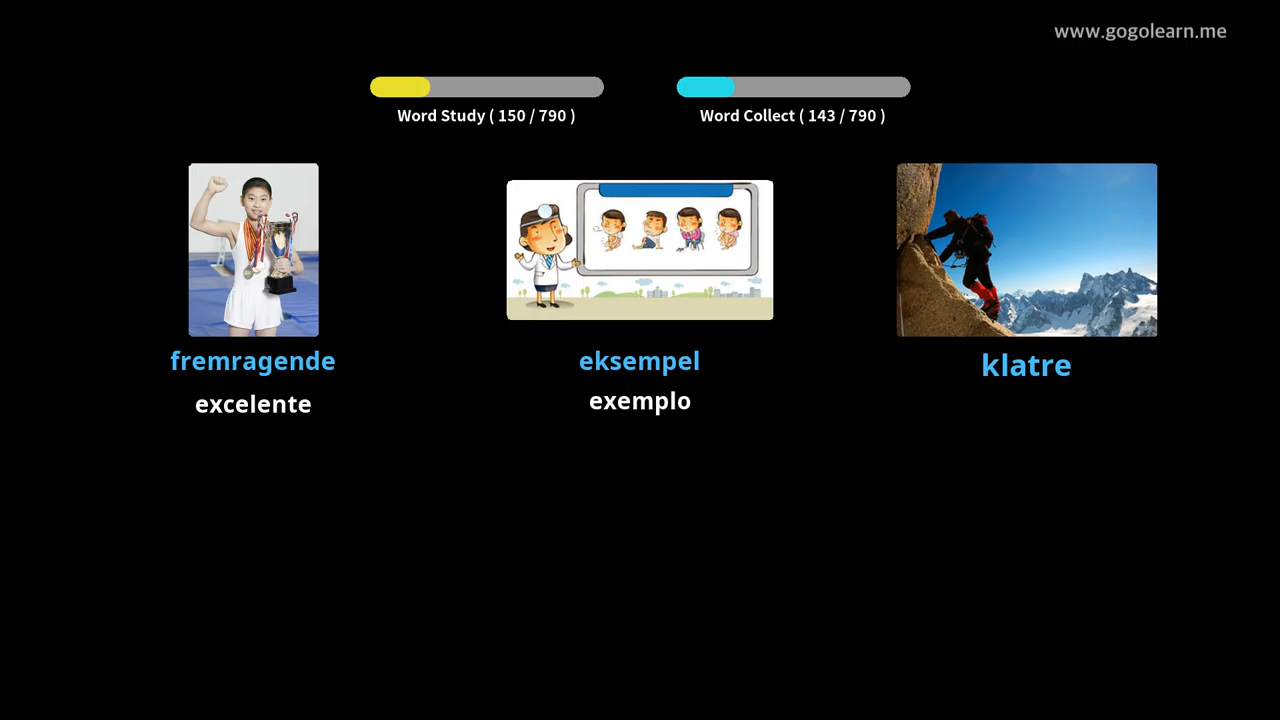 www.gogolearn.me
Word Study ( 150 / 790 )
Word Collect ( 143 / 790 )
fremragende
excelente
eksempel
exemplo
klatre